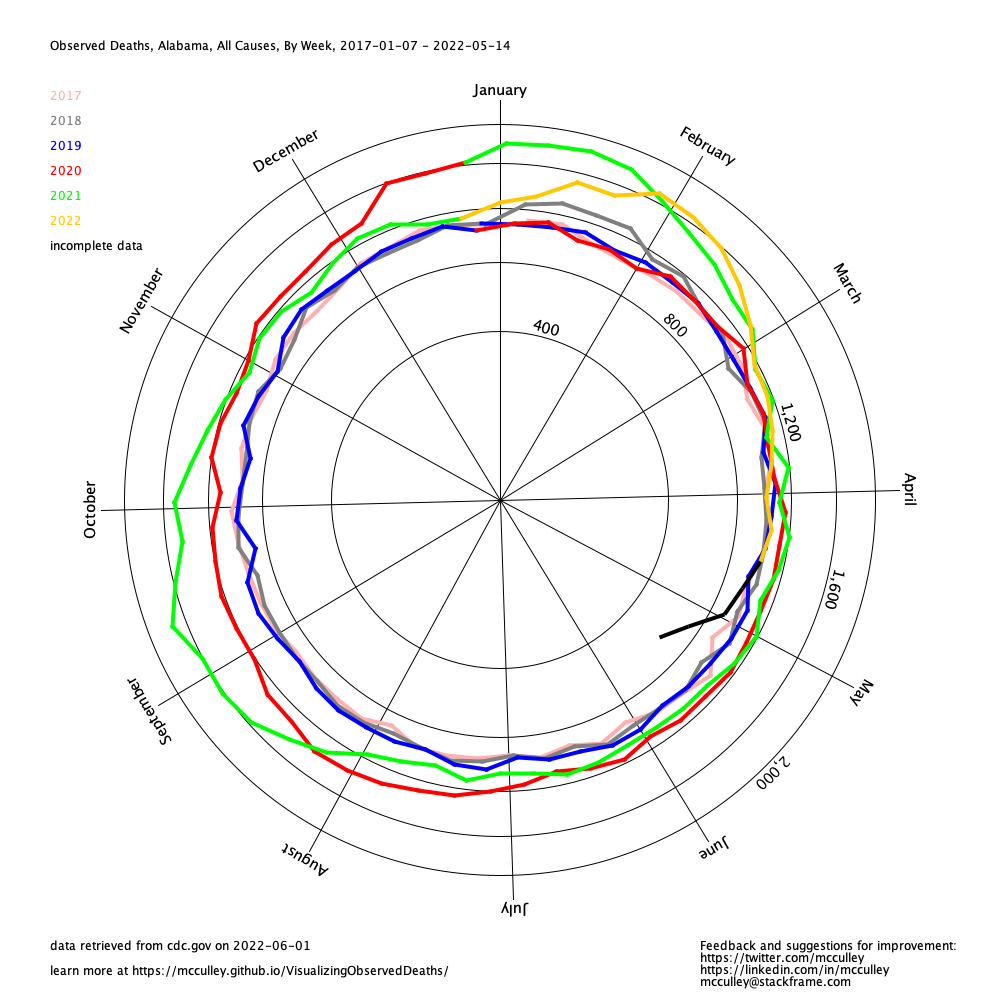 Observed Deaths, Alabama, All Causes, By Week, 2017-01-07 - 2022-05-14
2017
2018
2019
2020
2021
2022
incomplete data
January
February
March
April
May
June
July
August
September
October
November
December
400
800
1,200
1,600
2,000
data retrieved from cdc.gov on 2022-06-01
learn more at https://mcculley.github.io/VisualizingObservedDeaths/
Feedback and suggestions for improvement:
https://twitter.com/mcculley
https://linkedin.com/in/mcculley
mcculley@stackframe.com